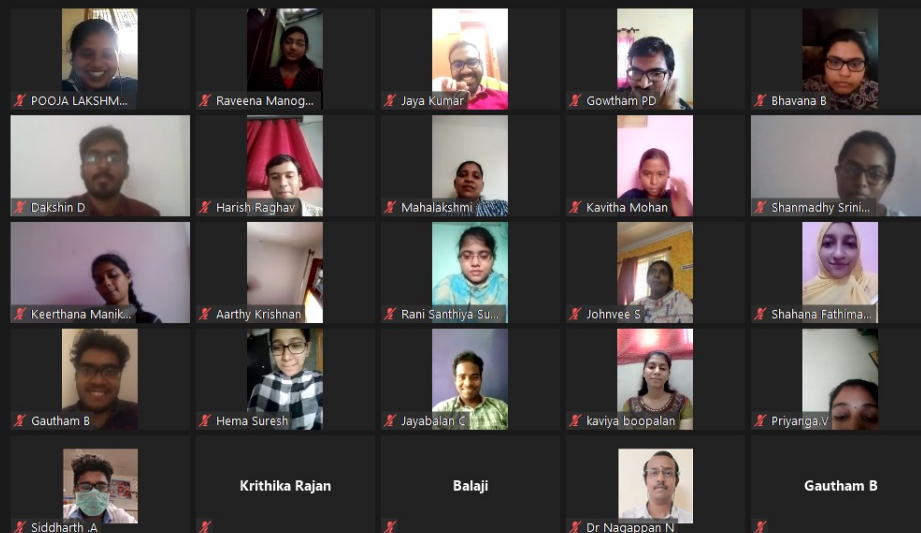 POOJA LAKSHM...
Raveena Manog...
Jaya Kumar
Gowtham PD
Bhavana B
Dakshin D
Harish Raghav
Mahalakshmi
Kavitha Mohan
Shanmadhy Srini...
Keerthana Manik...
Aarthy Krishnan
Rani Santhiya Su...
Johnvee S
Shahana Fathima...
Gautham B
Hema Suresh
Jayabalan C
kaviya boopalan
Priyanga.V
Siddharth .A
Krithika Rajan
Balaji
Dr Nagappan N
Gautham B